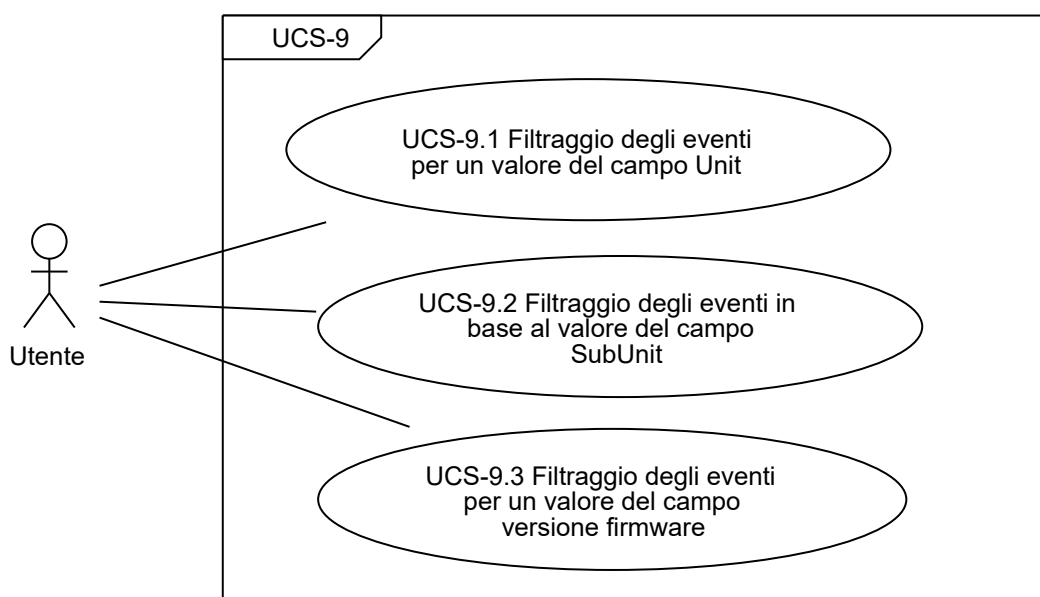 UCS-9
UCS-9.1 Filtraggio degli eventi
per un valore del campo Unit
UCS-9.2 Filtraggio degli eventi in
base al valore del campo
SubUnit
Utente
UCS-9.3 Filtraggio degli eventi
per un valore del campo
versione firmware